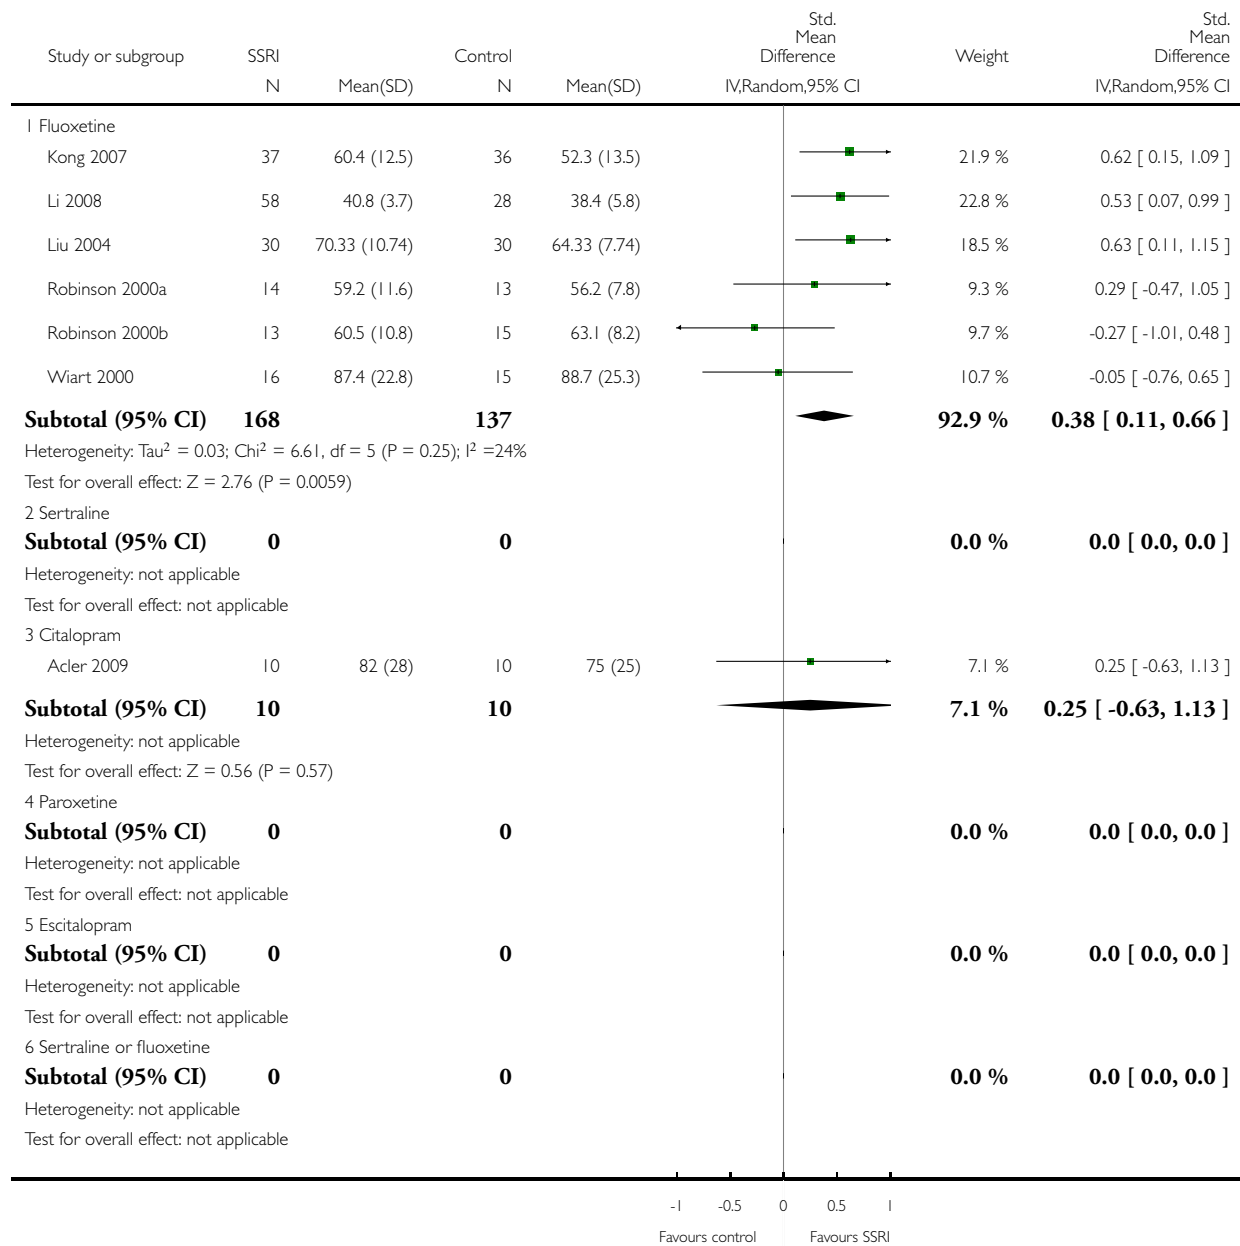 Std. Mean Difference Std. Mean Difference
Study or subgroup SSRI Control Weight
N Mean(SD) N Mean(SD) IV,Random,95% CI IV,Random,95% CI
1 Fluoxetine
Kong 2007 37 60.4 (12.5) 36 52.3 (13.5) 21.9 % 0.62 [ 0.15, 1.09 ]
Li 2008 58 40.8 (3.7) 28 38.4 (5.8) 22.8 % 0.53 [ 0.07, 0.99 ]
Liu 2004 30 70.33 (10.74) 30 64.33 (7.74) 18.5 % 0.63 [ 0.11, 1.15 ]
Robinson 2000a 14 59.2 (11.6) 13 56.2 (7.8) 9.3 % 0.29 [ -0.47, 1.05 ]
Robinson 2000b 13 60.5 (10.8) 15 63.1 (8.2) 9.7 % -0.27 [ -1.01, 0.48 ]
Wiart 2000 16 87.4 (22.8) 15 88.7 (25.3) 10.7 % -0.05 [ -0.76, 0.65 ]
Subtotal (95% CI) 168 137 92.9 % 0.38 [ 0.11, 0.66 ]
Heterogeneity: Tau² = 0.03; Chi² = 6.61, df = 5 (P = 0.25); I² =24%
Test for overall effect: Z = 2.76 (P = 0.0059)
2 Sertraline
Subtotal (95% CI) 0 0 0.0 % 0.0 [ 0.0, 0.0 ]
Heterogeneity: not applicable
Test for overall effect: not applicable
3 Citalopram
Acler 2009 10 82 (28) 10 75 (25) 7.1 % 0.25 [ -0.63, 1.13 ]
Subtotal (95% CI) 10 10 7.1 % 0.25 [ -0.63, 1.13 ]
Heterogeneity: not applicable
Test for overall effect: Z = 0.56 (P = 0.57)
4 Paroxetine
Subtotal (95% CI) 0 0 0.0 % 0.0 [ 0.0, 0.0 ]
Heterogeneity: not applicable
Test for overall effect: not applicable
5 Escitalopram
Subtotal (95% CI) 0 0 0.0 % 0.0 [ 0.0, 0.0 ]
Heterogeneity: not applicable
Test for overall effect: not applicable
6 Sertraline or fluoxetine
Subtotal (95% CI) 0 0 0.0 % 0.0 [ 0.0, 0.0 ]
Heterogeneity: not applicable
Test for overall effect: not applicable
-1 -0.5 0 0.5 1
Favours control Favours SSRI